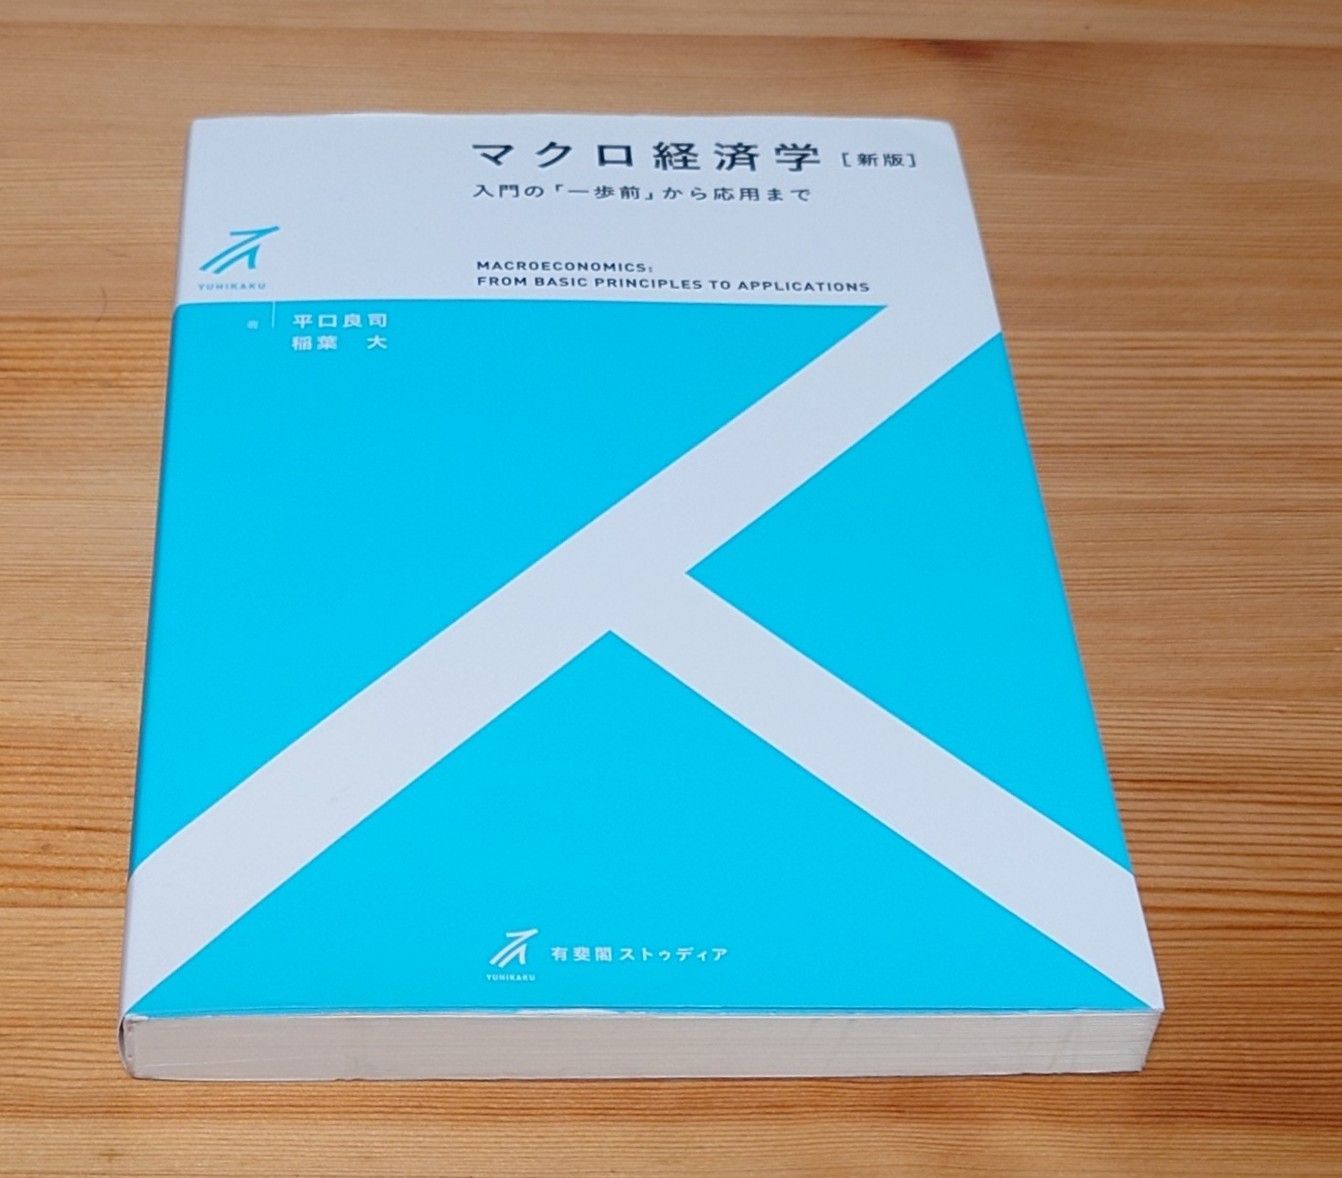 マクロ経済学[新版]
入門の「一歩前」から応用まで
MACROECONOMICS:
FROM BASIC PRINCIPLES TO APPLICATIONS
YUHIKAKU
著 平口良司
稲葉 大
YUHIKAKU
有斐閣ストゥディア